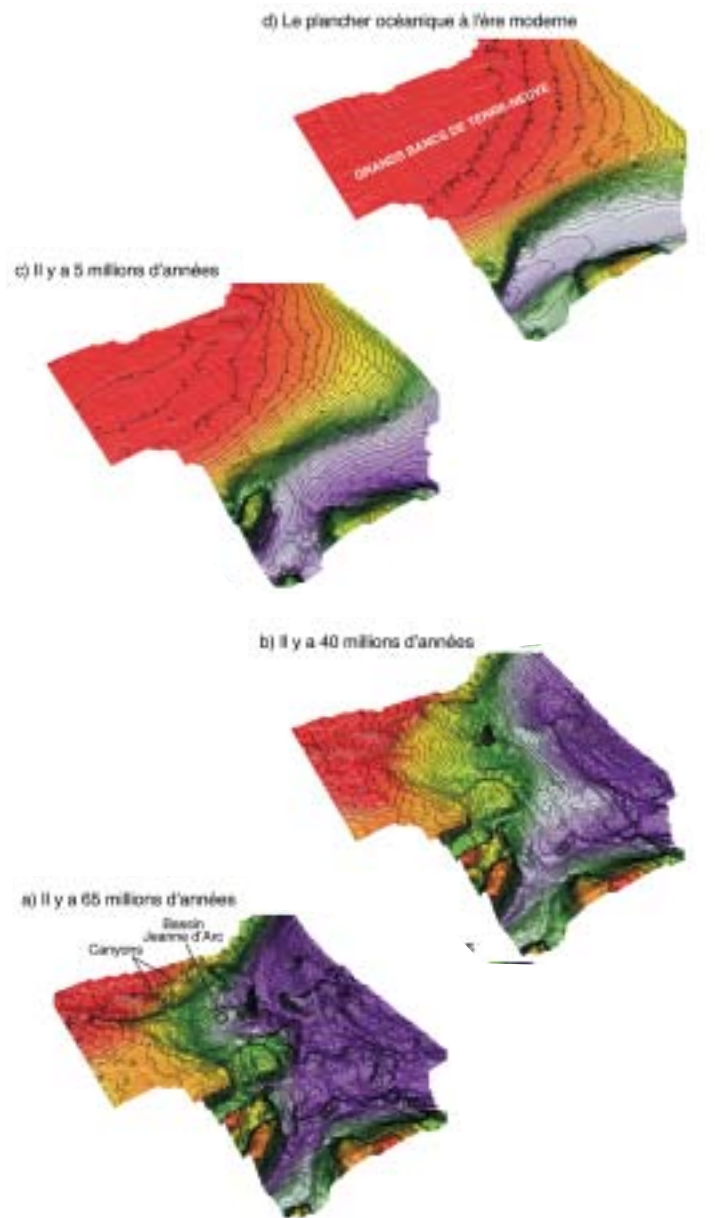 d) Le plancher océanique à l'ère moderne
GRANDS BANCS DE TERRE-NEUVE
c) Il y a 5 millions d'années
b) Il y a 40 millions d'années
a) Il y a 65 millions d'années
Bassin
Jeanne d'Arc
Canyons